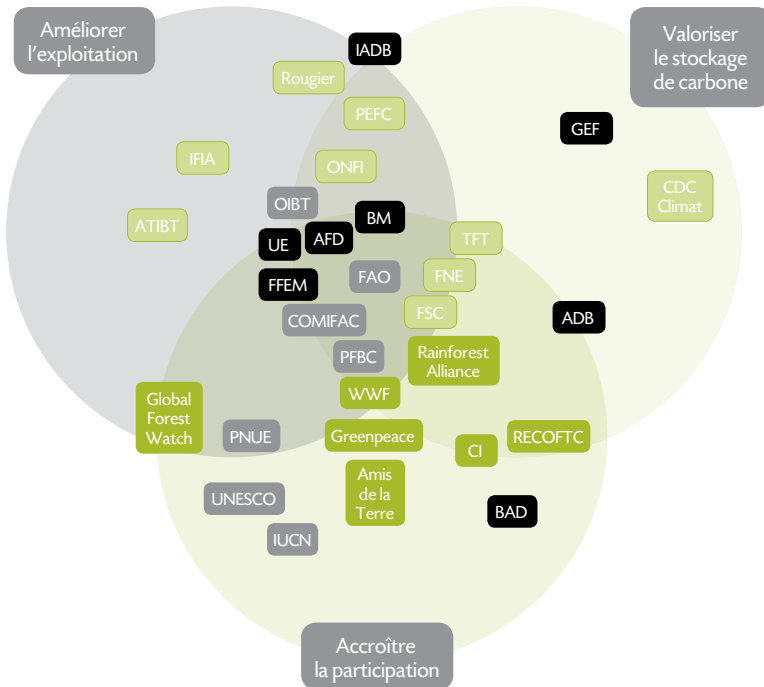 Améliorer
l'exploitation
Valoriser
le stockage
de carbone
IADB
Rougier
PEFC
GEF
IFIA
ONFI
CDC
Climat
OIBT
BM
ATIBT
UE
AFD
TFT
FFEM
FAO
FNE
COMIFAC
FSC
ADB
PFBC
Rainforest
Alliance
WWF
Global
Forest
Watch
PNUE
Greenpeace
CI
RECOFTC
Amis
de la
Terre
UNESCO
BAD
IUCN
Accroître
la participation